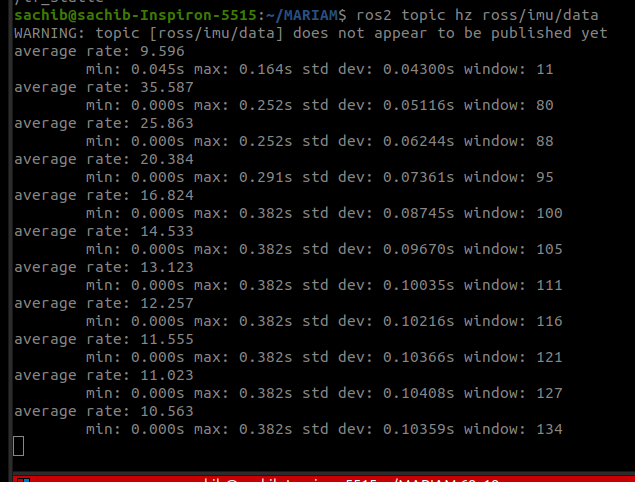 sachib@sachib-Inspiron-5515:~/MARIAM$ ros2 topic hz ross/imu/data
WARNING: topic [ross/imu/data] does not appear to be published yet
average rate: 9.596
        min: 0.045s max: 0.164s std dev: 0.04300s window: 11
average rate: 35.587
        min: 0.000s max: 0.252s std dev: 0.05116s window: 80
average rate: 25.863
        min: 0.000s max: 0.252s std dev: 0.06244s window: 88
average rate: 20.384
        min: 0.000s max: 0.291s std dev: 0.07361s window: 95
average rate: 16.824
        min: 0.000s max: 0.382s std dev: 0.08745s window: 100
average rate: 14.533
        min: 0.000s max: 0.382s std dev: 0.09670s window: 105
average rate: 13.123
        min: 0.000s max: 0.382s std dev: 0.10035s window: 111
average rate: 12.257
        min: 0.000s max: 0.382s std dev: 0.10216s window: 116
average rate: 11.555
        min: 0.000s max: 0.382s std dev: 0.10366s window: 121
average rate: 11.023
        min: 0.000s max: 0.382s std dev: 0.10408s window: 127
average rate: 10.563
        min: 0.000s max: 0.382s std dev: 0.10359s window: 134